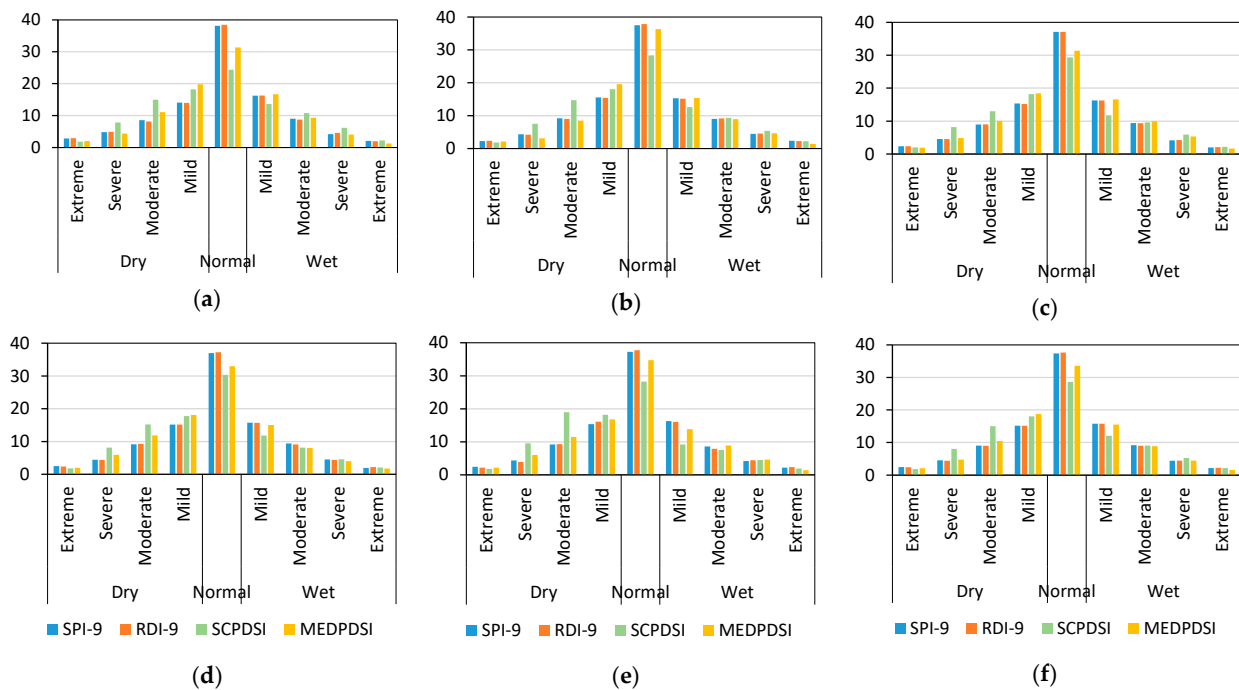 40
30
20
10
0
Extreme
Severe
Moderate
Mild
Mild
Moderate
Severe
Extreme
Dry
Normal
Wet
(a)
40
30
20
10
0
Extreme
Severe
Moderate
Mild
Mild
Moderate
Severe
Extreme
Dry
Normal
Wet
(b)
40
30
20
10
0
Extreme
Severe
Moderate
Mild
Mild
Moderate
Severe
Extreme
Dry
Normal
Wet
(c)
40
30
20
10
0
Extreme
Severe
Moderate
Mild
Mild
Moderate
Severe
Extreme
Dry
Normal
Wet
SPI-9 RDI-9 SCPDSI MEDPDSI
(d)
40
30
20
10
0
Extreme
Severe
Moderate
Mild
Mild
Moderate
Severe
Extreme
Dry
Normal
Wet
SPI-9 RDI-9 SCPDSI MEDPDSI
(e)
40
30
20
10
0
Extreme
Severe
Moderate
Mild
Mild
Moderate
Severe
Extreme
Dry
Normal
Wet
SPI-9 RDI-9 SCPDSI MEDPDSI
(f)